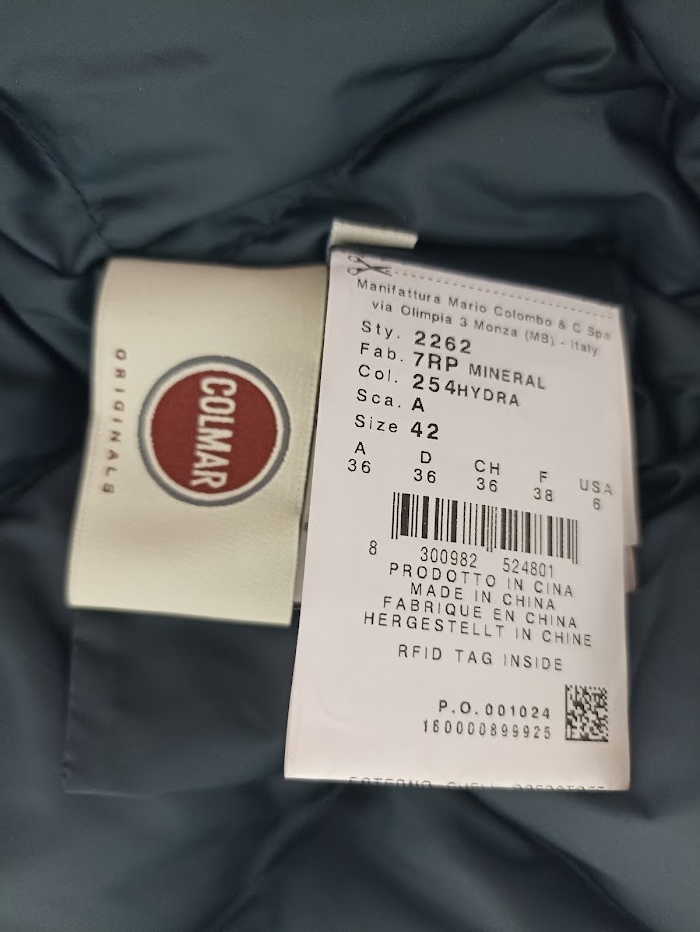 COLMAR
ORIGINALS
Manifattura Mario Colombo & C Spa
via Olimpia 3 Monza (MB) - Italy
Sty. 2262
Fab. 7RP MINERAL
Col. 254HYDRA
Sca. A
Size 42
A D CH F USA
36 36 36 38 6
8 300982 524801
PRODOTTO IN CINA
MADE IN CHINA
FABRIQUE EN CHINA
HERGESTELLT IN CHINE
RFID TAG INSIDE
P.O. 001024
160000899925